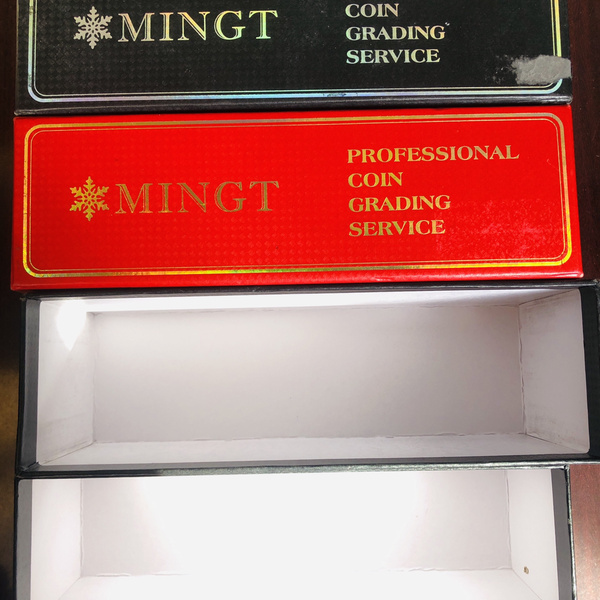 MINGT
COIN
GRADING
SERVICE
MINGT
PROFESSIONAL
COIN
GRADING
SERVICE